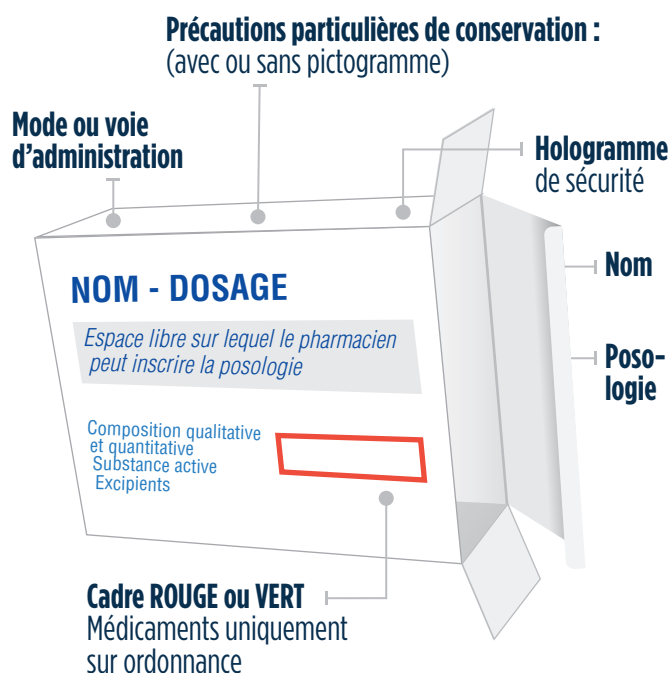 Précautions particulières de conservation :
(avec ou sans pictogramme)
Mode ou voie
d’administration
Hologramme
de sécurité
Nom
Poso-
logie
NOM - DOSAGE
Espace libre sur lequel le pharmacien
peut inscrire la posologie
Composition qualitative
et quantitative
Substance active
Excipients
Cadre ROUGE ou VERT
Médicaments uniquement
sur ordonnance